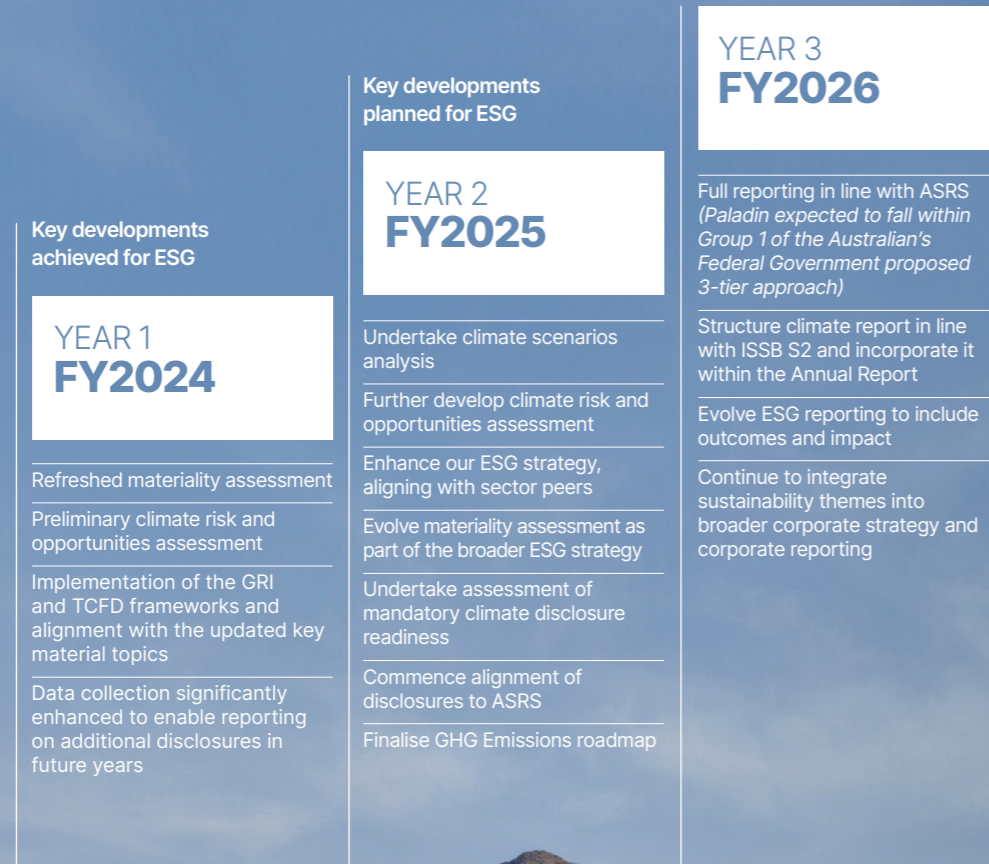 Key developments
achieved for ESG
YEAR 1
FY2024
Refreshed materiality assessment
Preliminary climate risk and
opportunities assessment
Implementation of the GRI
and TCFD frameworks and
alignment with the updated key
material topics
Data collection significantly
enhanced to enable reporting
on additional disclosures in
future years
Key developments
planned for ESG
YEAR 2
FY2025
Undertake climate scenarios
analysis
Further develop climate risk and
opportunities assessment
Enhance our ESG strategy,
aligning with sector peers
Evolve materiality assessment as
part of the broader ESG strategy
Undertake assessment of
mandatory climate disclosure
readiness
Commence alignment of
disclosures to ASRS
Finalise GHG Emissions roadmap
YEAR 3
FY2026
Full reporting in line with ASRS
(Paladin expected to fall within
Group 1 of the Australian's
Federal Government proposed
3-tier approach)
Structure climate report in line
with ISSB S2 and incorporate it
within the Annual Report
Evolve ESG reporting to include
outcomes and impact
Continue to integrate
sustainability themes into
broader corporate strategy and
corporate reporting